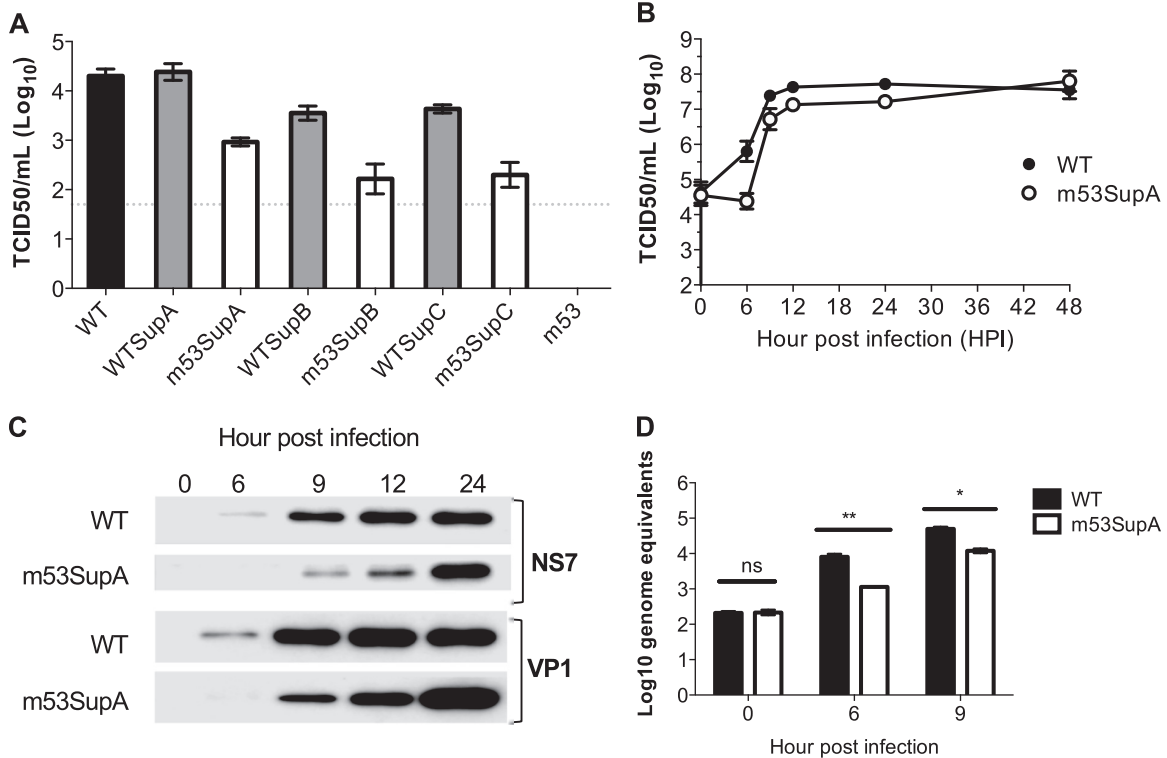 A
TCID50/mL (Log10)
5
4
3
2
1
0
WT
WTSupA
m53SupA
WTSupB
m53SupB
WTSupC
m53SupC
m53
B
TCID50/mL (Log10)
9
8
7
6
5
4
3
2
0 6 12 18 24 30 36 42 48
Hour post infection (HPI)
WT
m53SupA
C
Hour post infection
0 6 9 12 24
WT
m53SupA
NS7
WT
m53SupA
VP1
D
Log10 genome equivalents
6
5
4
3
2
1
0
ns
**
*
0 6 9
Hour post infection
WT
m53SupA